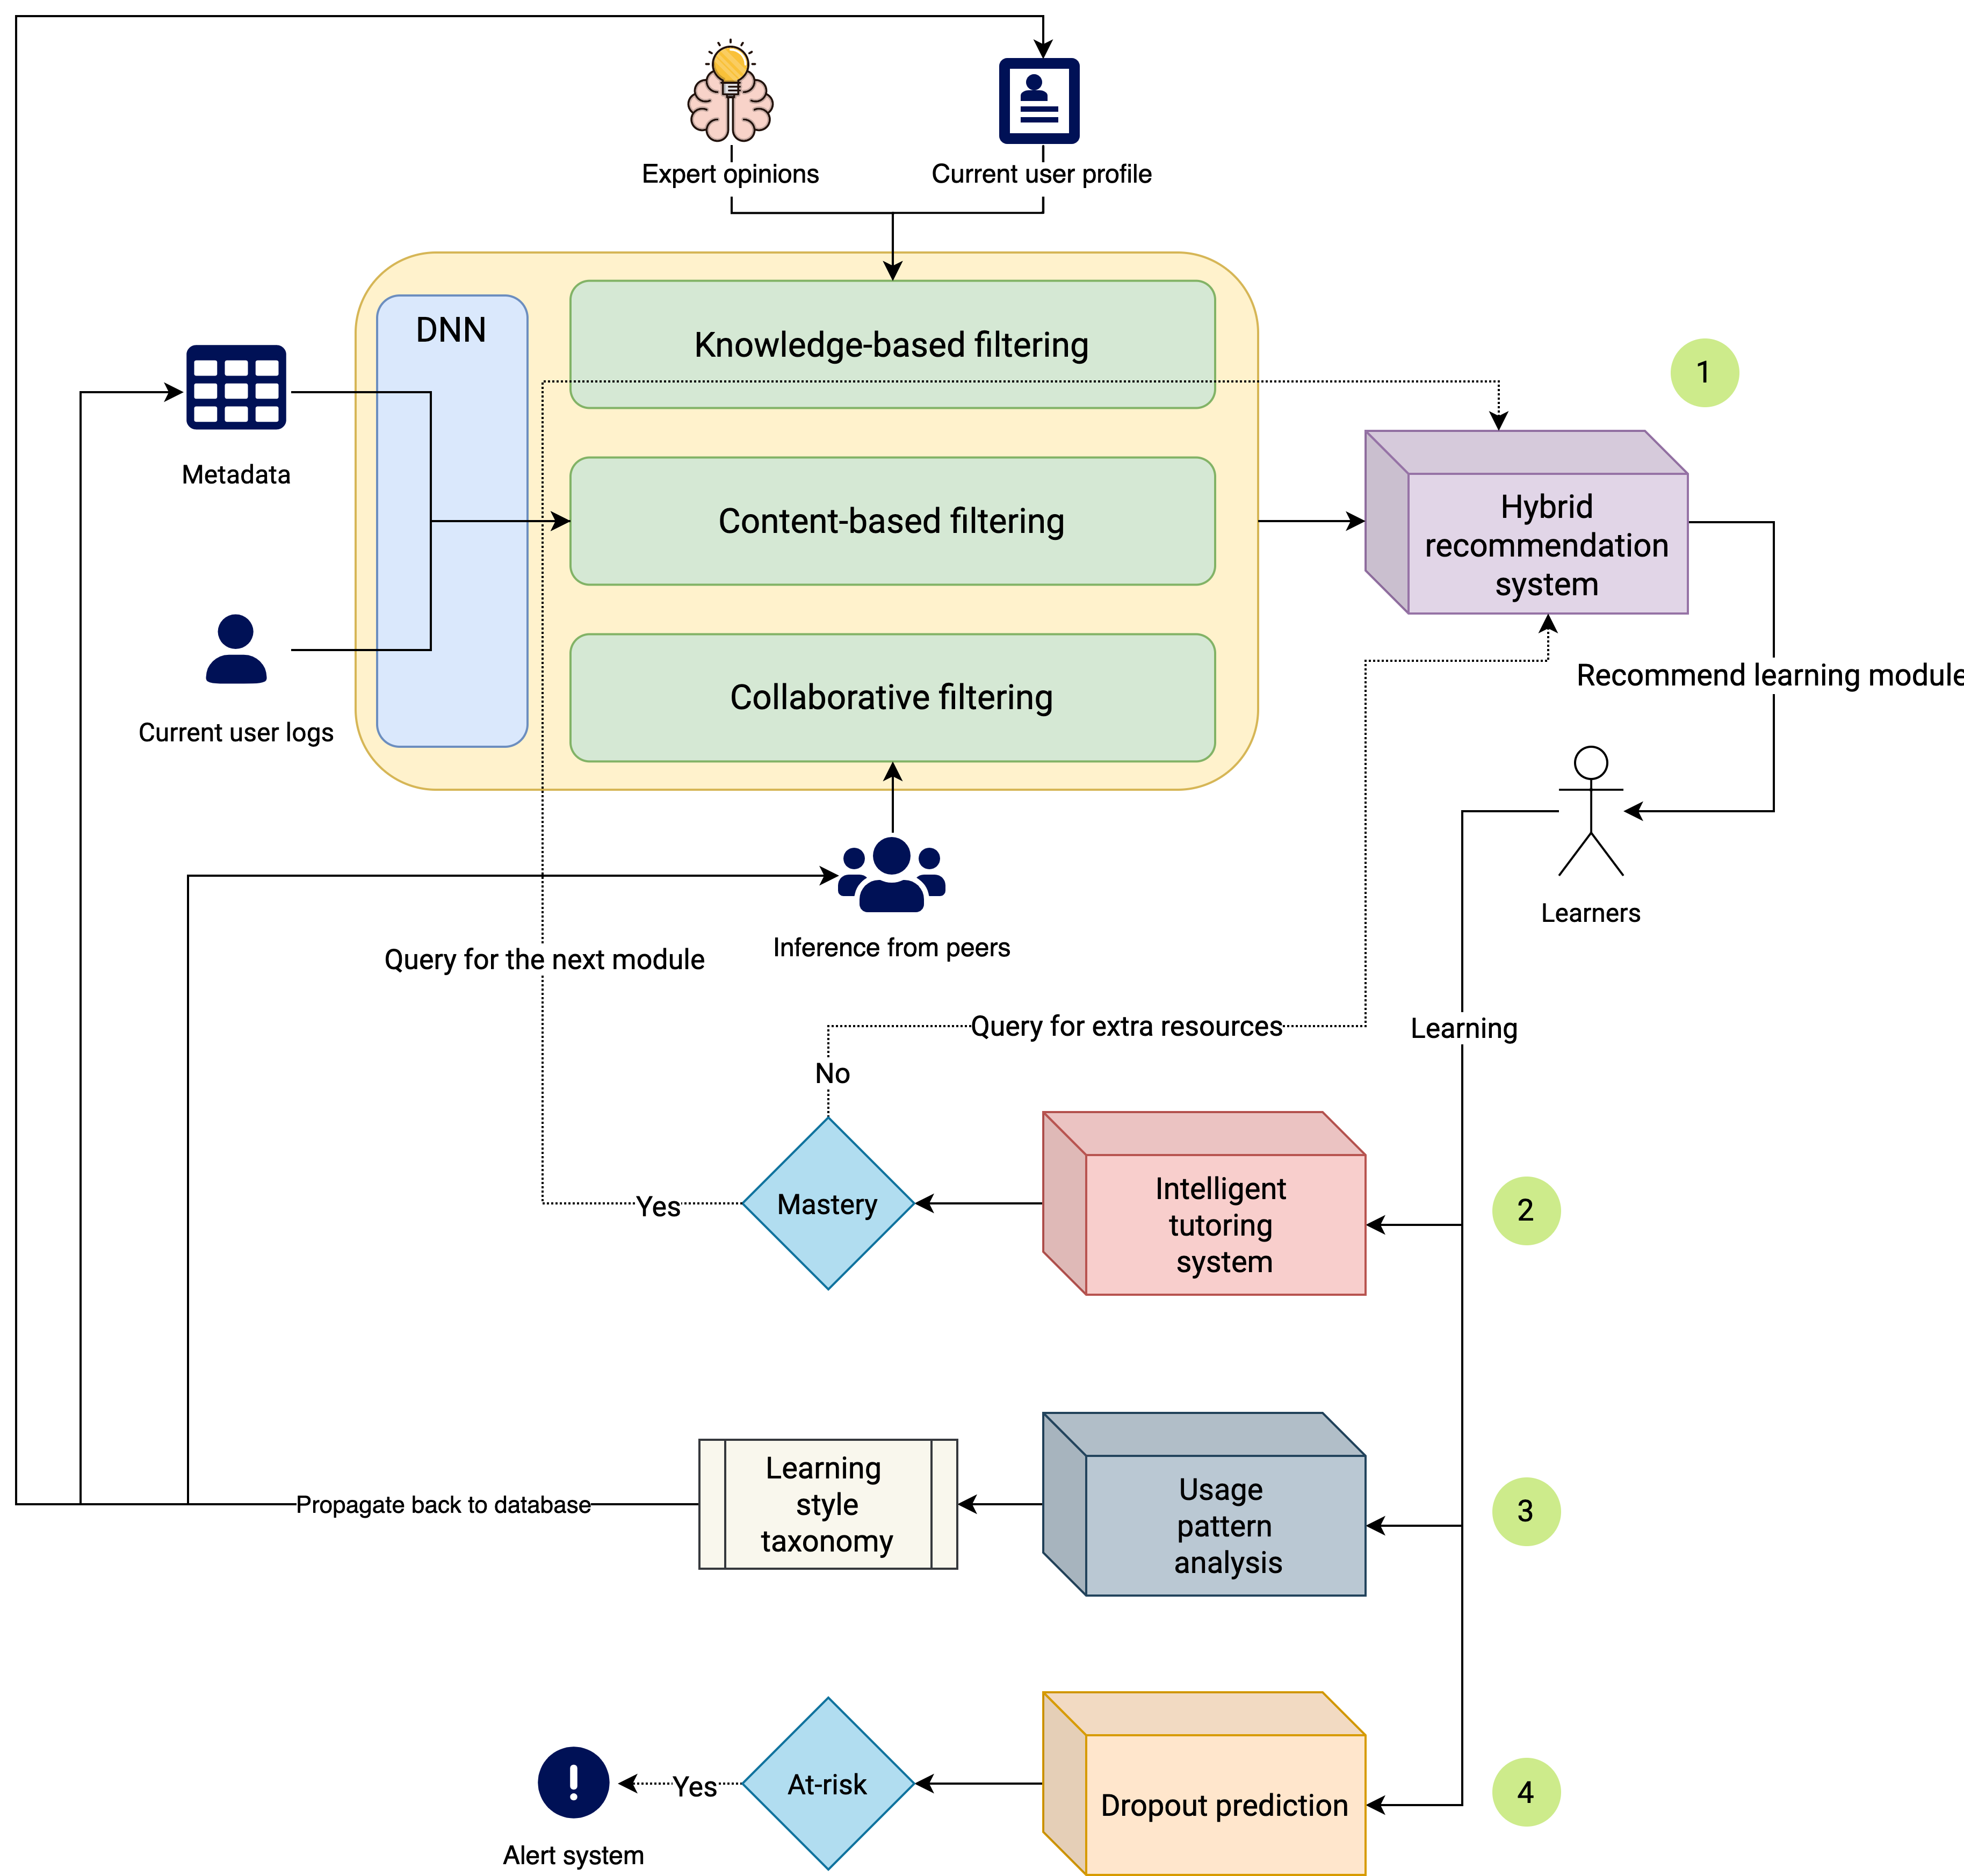 Expert opinions
Current user profile
DNN
Knowledge-based filtering
1
Metadata
Content-based filtering
Hybrid
recommendation
system
Current user logs
Collaborative filtering
Recommend learning module
Learners
Inference from peers
Query for the next module
Query for extra resources
Learning
No
Yes
Mastery
Intelligent
tutoring
system
2
Propagate back to database
Learning
style
taxonomy
Usage
pattern
analysis
3
Alert system
Yes
At-risk
Dropout prediction
4